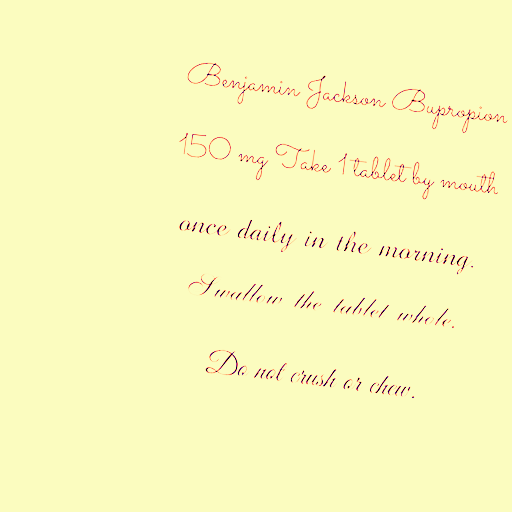 Benjamin Jackson Bupropion
150 mg Take 1 tablet by mouth
once daily in the morning.
Swallow the tablet whole.
Do not crush or chew.